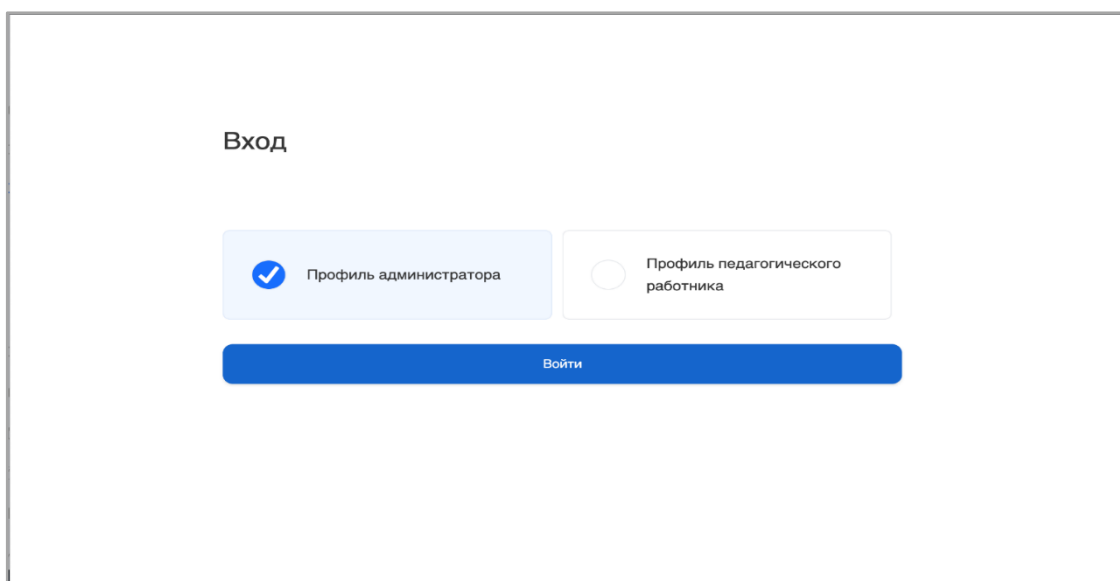 Вход
Профиль администратора
Профиль педагогического
работника
Войти